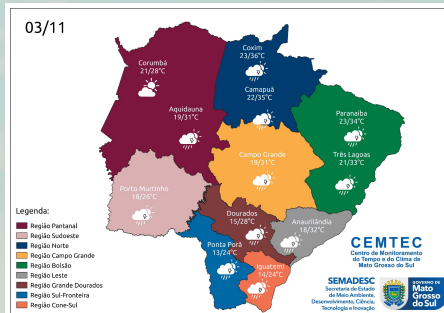 03/11
Coxim
23/36°C
Corumbá
21/28°C
Camapuã
22/35°C
Aquidauna
19/31°C
Paranaiba
23/34°C
Campo Grande
19/31°C
Três Lagoas
21/33°C
Porto Murtinho
18/26°C
Dourados
15/28°C
Anaurilândia
18/32°C
Ponta Porã
13/24°C
Iguatemi
14/24°C
Legenda:
Região Pantanal
Região Sudoeste
Região Norte
Região Campo Grande
Região Bolsão
Região Leste
Região Grande Dourados
Região Sul-Fronteira
Região Cone-Sul
CEMTEC
Centro de Monitoramento
do Tempo e do Clima de
Mato Grosso do Sul
SEMADESC
Secretaria de Estado
de Meio Ambiente,
Desenvolvimento, Ciência,
Tecnologia e Inovação
GOVERNO DE
Mato
Grosso
do Sul